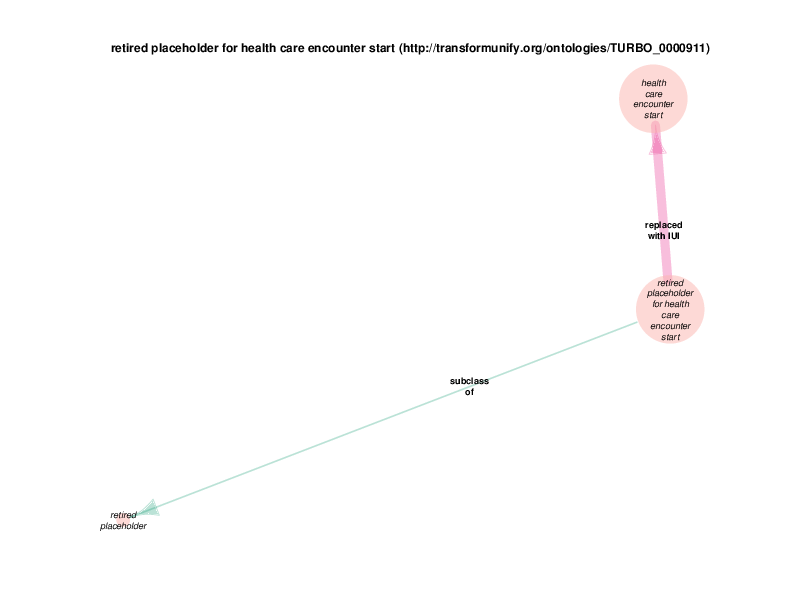 retired placeholder for health care encounter start (http://transformunify.org/ontologies/TURBO_0000911)
health
care
encounter
start
replaced
with IUI
retired
placeholder
for health
care
encounter
start
subclass
of
retired
placeholder